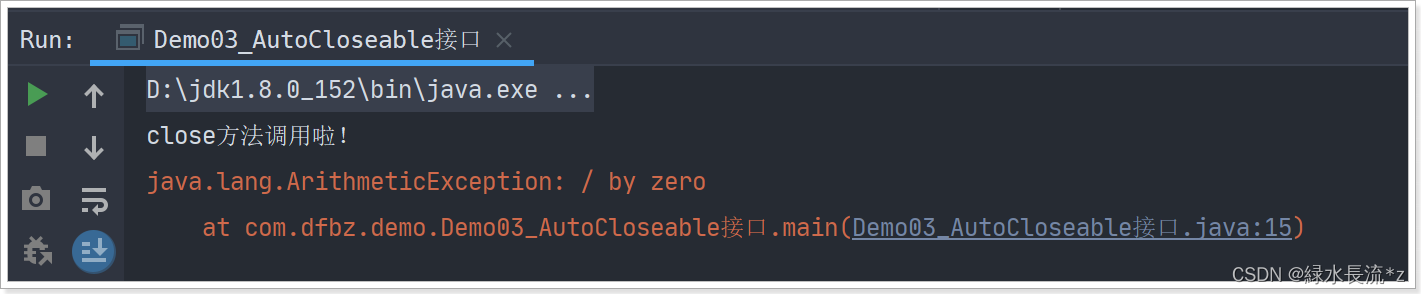 Run: Demo03_AutoCloseable接口
D:\jdk1.8.0_152\bin\java.exe ...
close方法调用啦！
java.lang.ArithmeticException: / by zero
at com.dfbz.demo.Demo03_AutoCloseable接口.main(Demo03_AutoCloseable接口.java:15)
CSDN @緑水長流*z